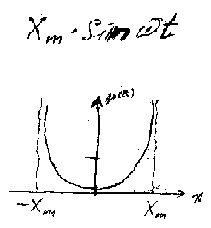 Xm · Sin ωt
x
-Xm Xm